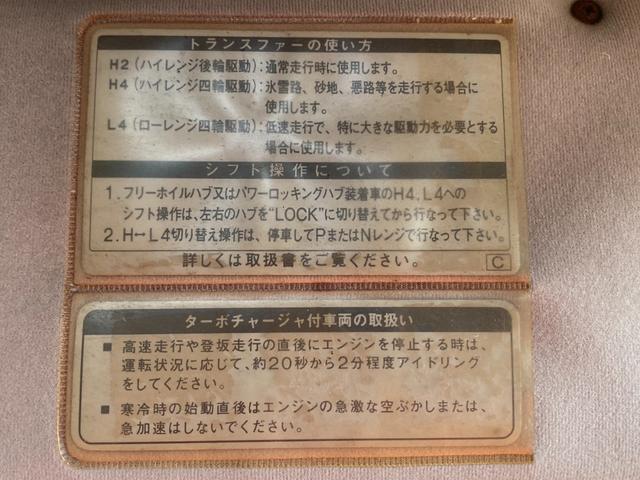 トランスファーの使い方
H2(ハイレンジ後輪駆動):通常走行時に使用します。
H4(ハイレンジ四輪駆動):氷雪路、砂地、悪路等を走行する場合に
使用します。
L4(ローレンジ四輪駆動):低速走行で、特に大きな駆動力を必要とする
場合に使用します。
シフト操作について
1.フリーホイルハブ又はパワーロッキングハブ装着車のH4、L4への
シフト操作は、左右のハブを“LOCK”に切り替えてから行なって下さい。
2.H↔L4切り替え操作は、停車してPまたはNレンジで行なって下さい。
詳しくは取扱書をご覧ください。
C
ターボチャージャ付車両の取扱い
■ 高速走行や登坂走行の直後にエンジンを停止する時は、
運転状況に応じて、約20秒から2分程度アイドリング
をしてください。
■ 寒冷時の始動直後はエンジンの急激な空ぶかしまたは、
急加速はしないでください。